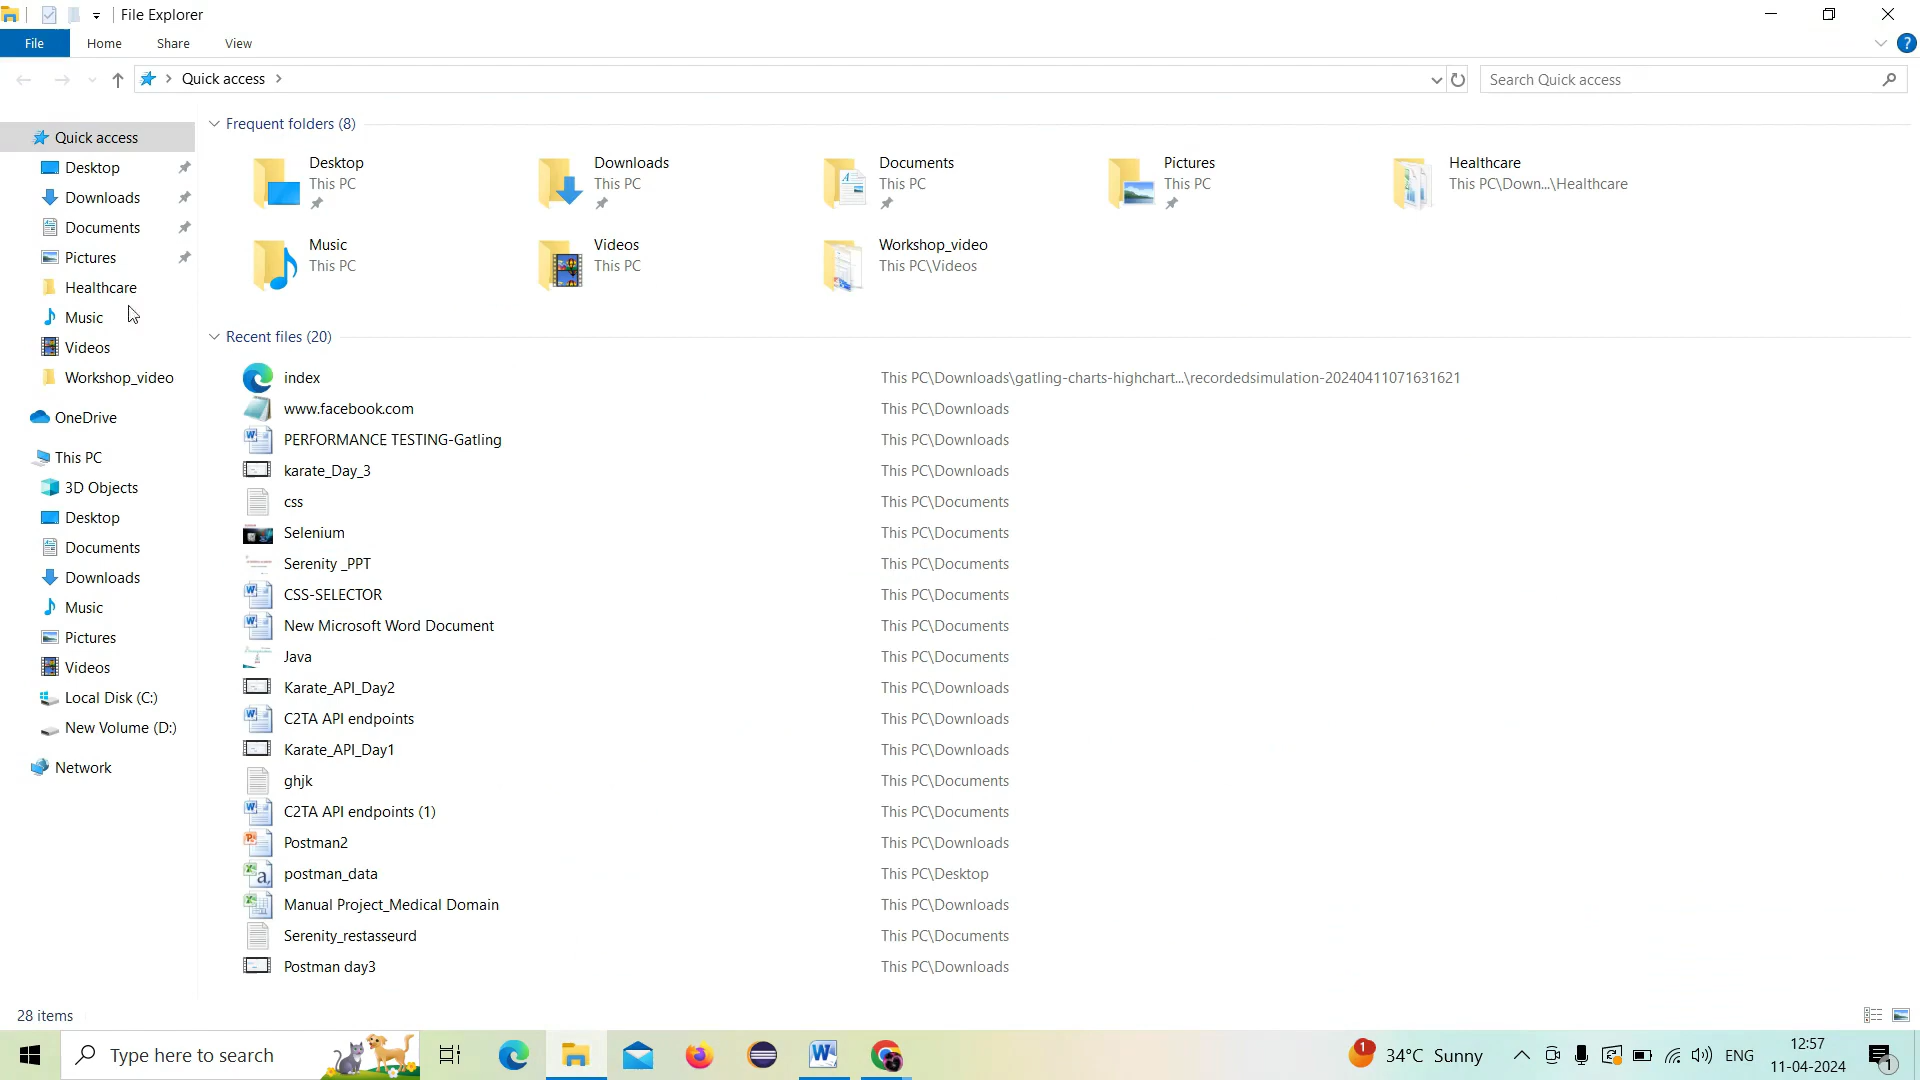 File Explorer
File Home Share View
Quick access
Search Quick access
Quick access
Desktop
Downloads
Documents
Pictures
Healthcare
Music
Videos
Workshop_video
OneDrive
This PC
3D Objects
Desktop
Documents
Downloads
Music
Pictures
Videos
Local Disk (C:)
New Volume (D:)
Network
Frequent folders (8)
Desktop
This PC
Downloads
This PC
Documents
This PC
Pictures
This PC
Healthcare
This PC\Down...\Healthcare
Music
This PC
Videos
This PC
Workshop_video
This PC\Videos
Recent files (20)
index This PC\Downloads\gatling-charts-highchart...\recordedsimulation-20240411071631621
www.facebook.com This PC\Downloads
PERFORMANCE TESTING-Gatling This PC\Downloads
karate_Day_3 This PC\Downloads
css This PC\Documents
Selenium This PC\Documents
Serenity _PPT This PC\Documents
CSS-SELECTOR This PC\Documents
New Microsoft Word Document This PC\Documents
Java This PC\Documents
Karate_API_Day2 This PC\Downloads
C2TA API endpoints This PC\Downloads
Karate_API_Day1 This PC\Downloads
ghjk This PC\Documents
C2TA API endpoints (1) This PC\Documents
Postman2 This PC\Downloads
postman_data This PC\Desktop
Manual Project_Medical Domain This PC\Downloads
Serenity_restasseurd This PC\Documents
Postman day3 This PC\Downloads
28 items
Type here to search
1
34°C Sunny
ENG
12:57
11-04-2024
1